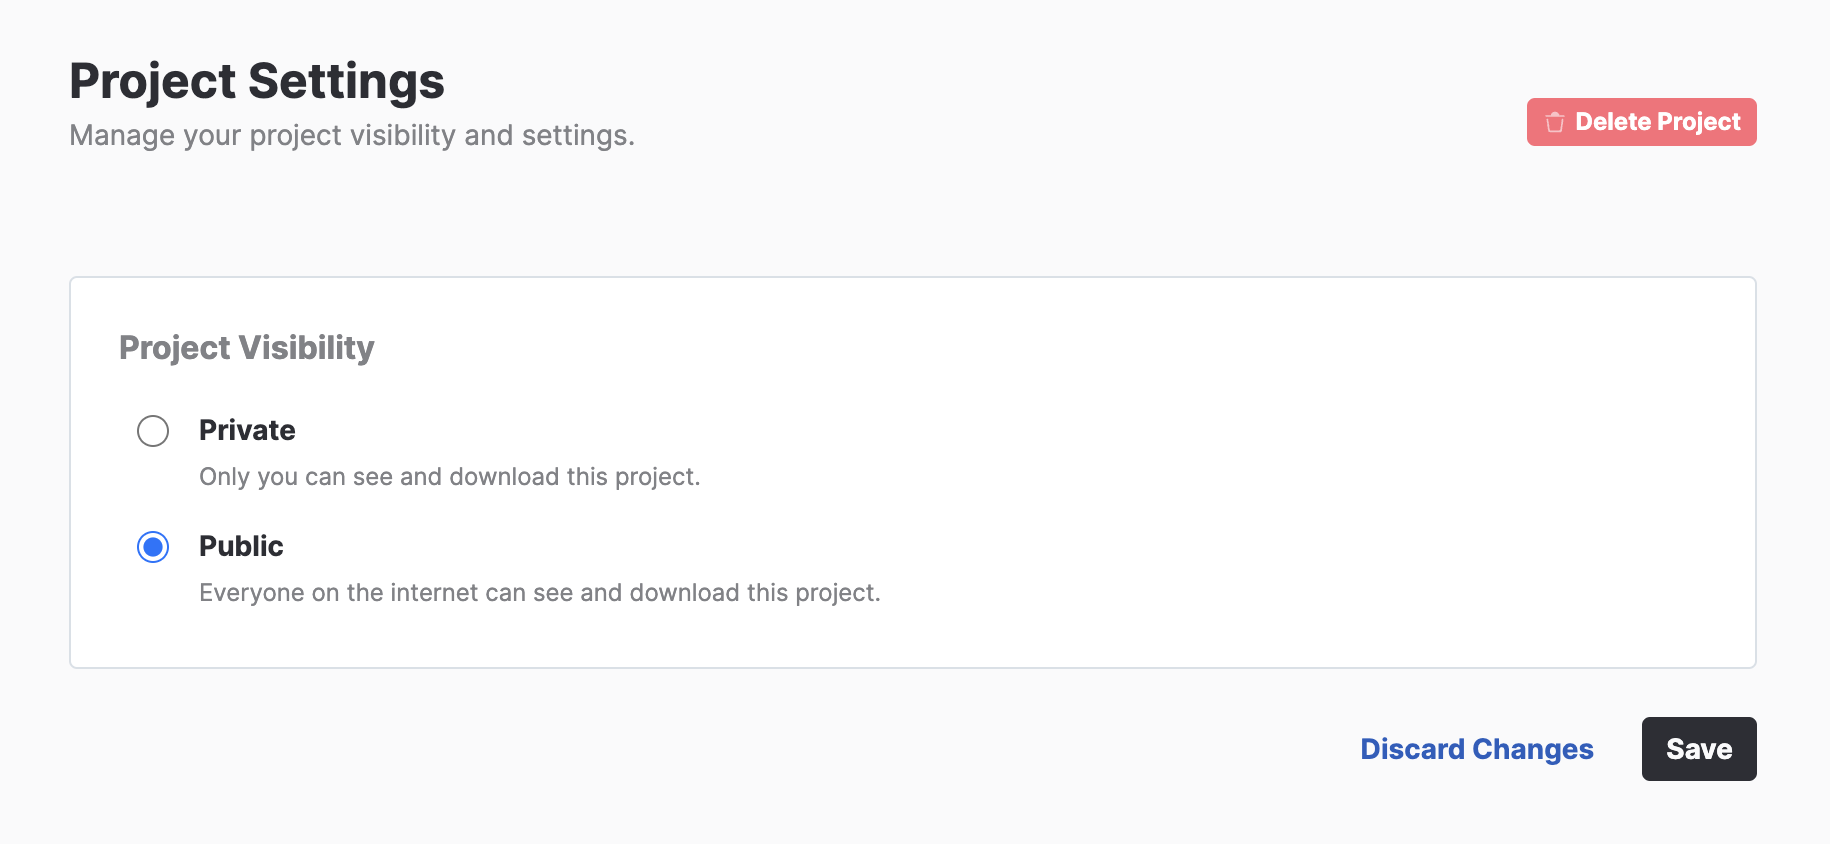 Project Settings
Manage your project visibility and settings.
Delete Project
Project Visibility
Private
Only you can see and download this project.
Public
Everyone on the internet can see and download this project.
Discard Changes
Save